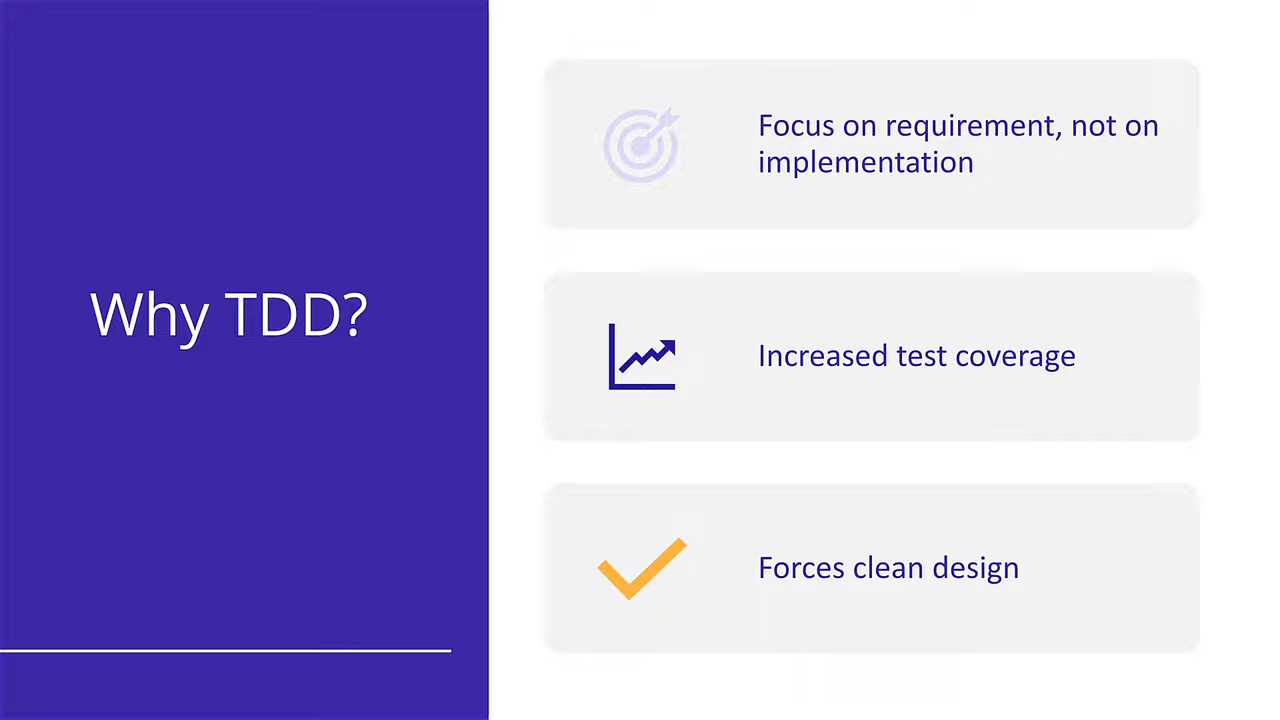 Why TDD?
Focus on requirement, not on
implementation
Increased test coverage
Forces clean design